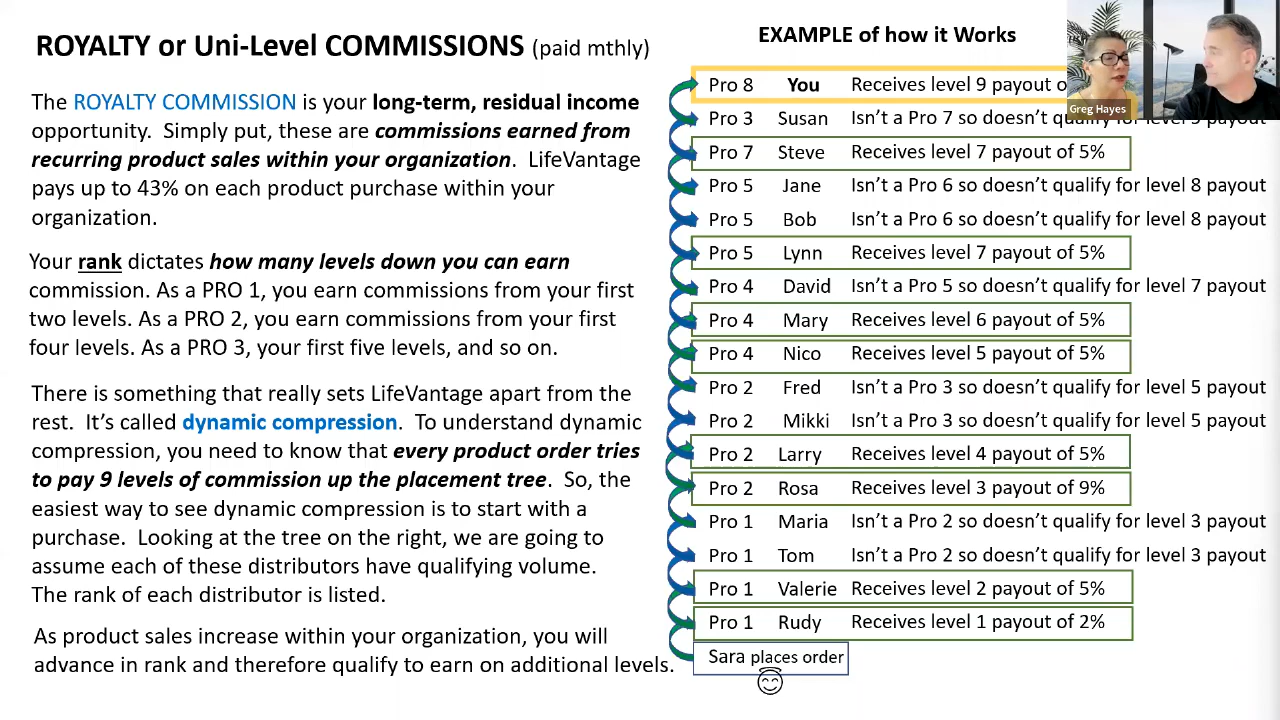 ROYALTY or Uni-Level COMMISSIONS (paid mthly)
The ROYALTY COMMISSION is your long-term, residual income
opportunity. Simply put, these are commissions earned from
recurring product sales within your organization. LifeVantage
pays up to 43% on each product purchase within your
organization.
Your rank dictates how many levels down you can earn
commission. As a PRO 1, you earn commissions from your first
two levels. As a PRO 2, you earn commissions from your first
four levels. As a PRO 3, your first five levels, and so on.
There is something that really sets LifeVantage apart from the
rest. It's called dynamic compression. To understand dynamic
compression, you need to know that every product order tries
to pay 9 levels of commission up the placement tree. So, the
easiest way to see dynamic compression is to start with a
purchase. Looking at the tree on the right, we are going to
assume each of these distributors have qualifying volume.
The rank of each distributor is listed.
As product sales increase within your organization, you will
advance in rank and therefore qualify to earn on additional levels.
EXAMPLE of how it Works
Pro 8 You Receives level 9 payout
Greg Hayes
Pro 3 Susan Isn't a Pro 7 so doesn't qualify for level 9 payout
Pro 7 Steve Receives level 7 payout of 5%
Pro 5 Jane Isn't a Pro 6 so doesn't qualify for level 8 payout
Pro 5 Bob Isn't a Pro 6 so doesn't qualify for level 8 payout
Pro 5 Lynn Receives level 7 payout of 5%
Pro 4 David Isn't a Pro 5 so doesn't qualify for level 7 payout
Pro 4 Mary Receives level 6 payout of 5%
Pro 4 Nico Receives level 5 payout of 5%
Pro 2 Fred Isn't a Pro 3 so doesn't qualify for level 5 payout
Pro 2 Mikki Isn't a Pro 3 so doesn't qualify for level 5 payout
Pro 2 Larry Receives level 4 payout of 5%
Pro 2 Rosa Receives level 3 payout of 9%
Pro 1 Maria Isn't a Pro 2 so doesn't qualify for level 3 payout
Pro 1 Tom Isn't a Pro 2 so doesn't qualify for level 3 payout
Pro 1 Valerie Receives level 2 payout of 5%
Pro 1 Rudy Receives level 1 payout of 2%
Sara places order